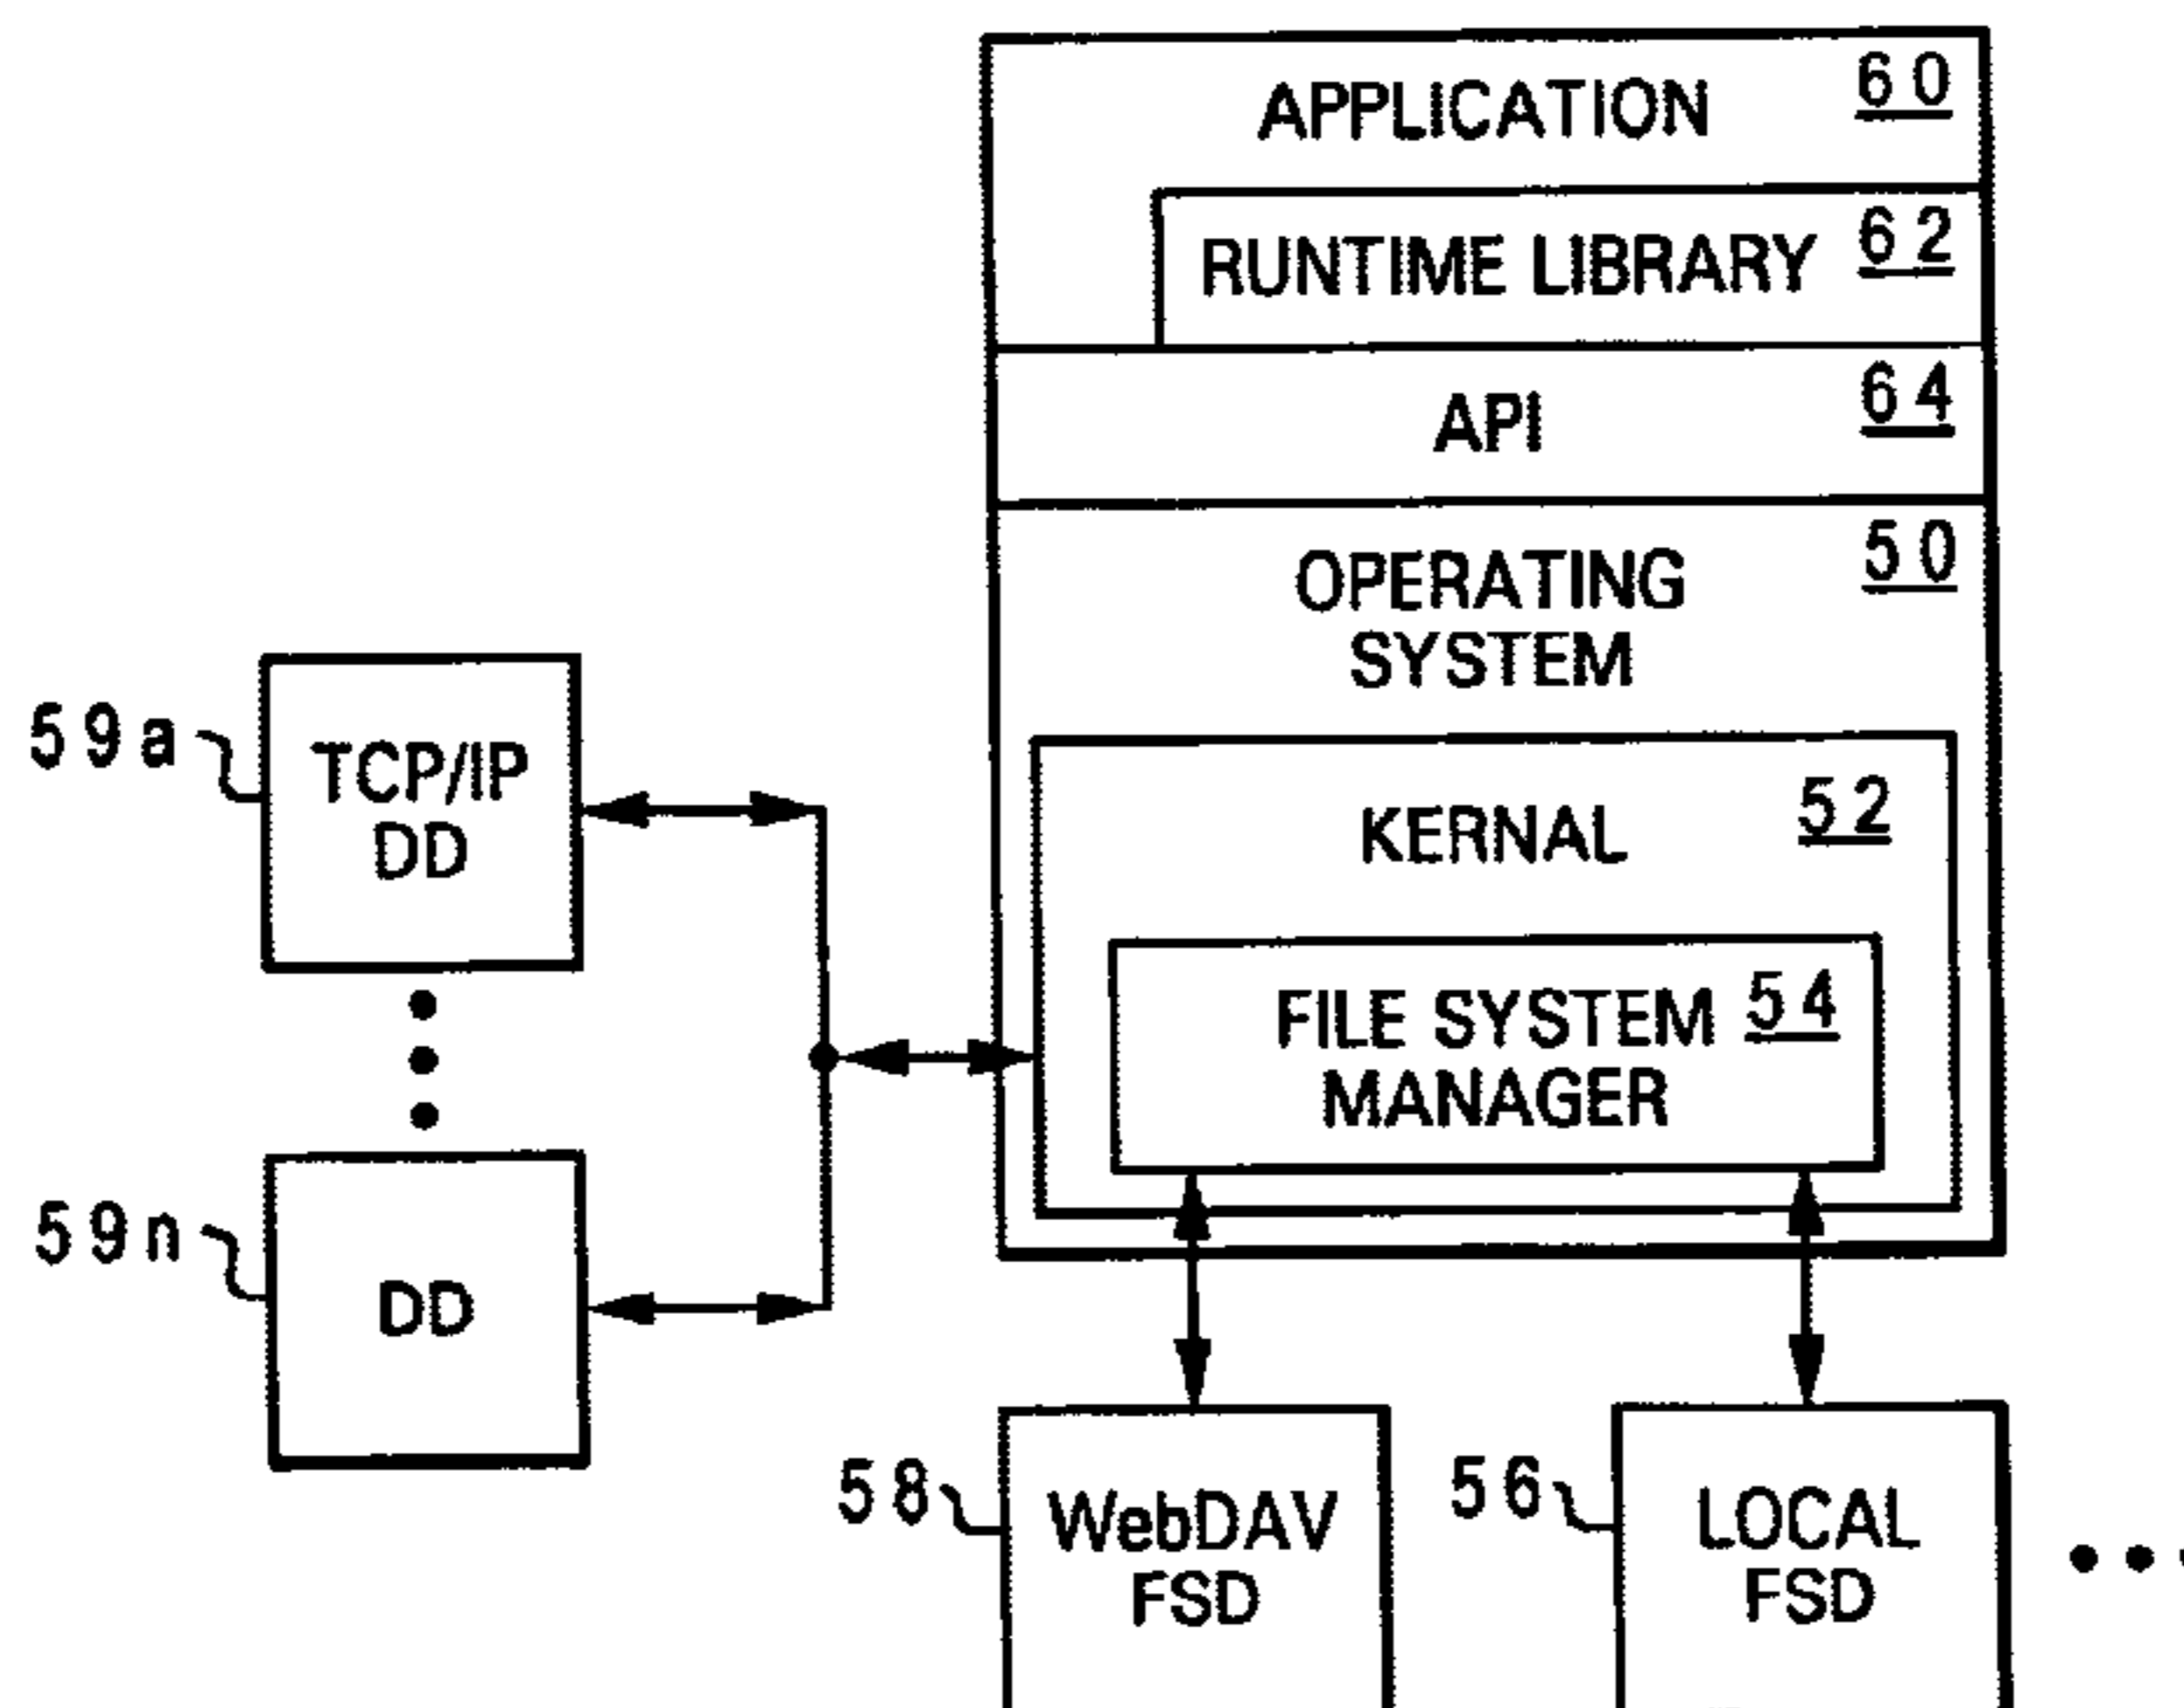 APPLICATION 60
RUNTIME LIBRARY 62
API 64
OPERATING 50
SYSTEM
59a
TCP/IP
DD
KERNAL 52
FILE SYSTEM 54
MANAGER
59n
DD
58
WebDAV
FSD
56
LOCAL
FSD